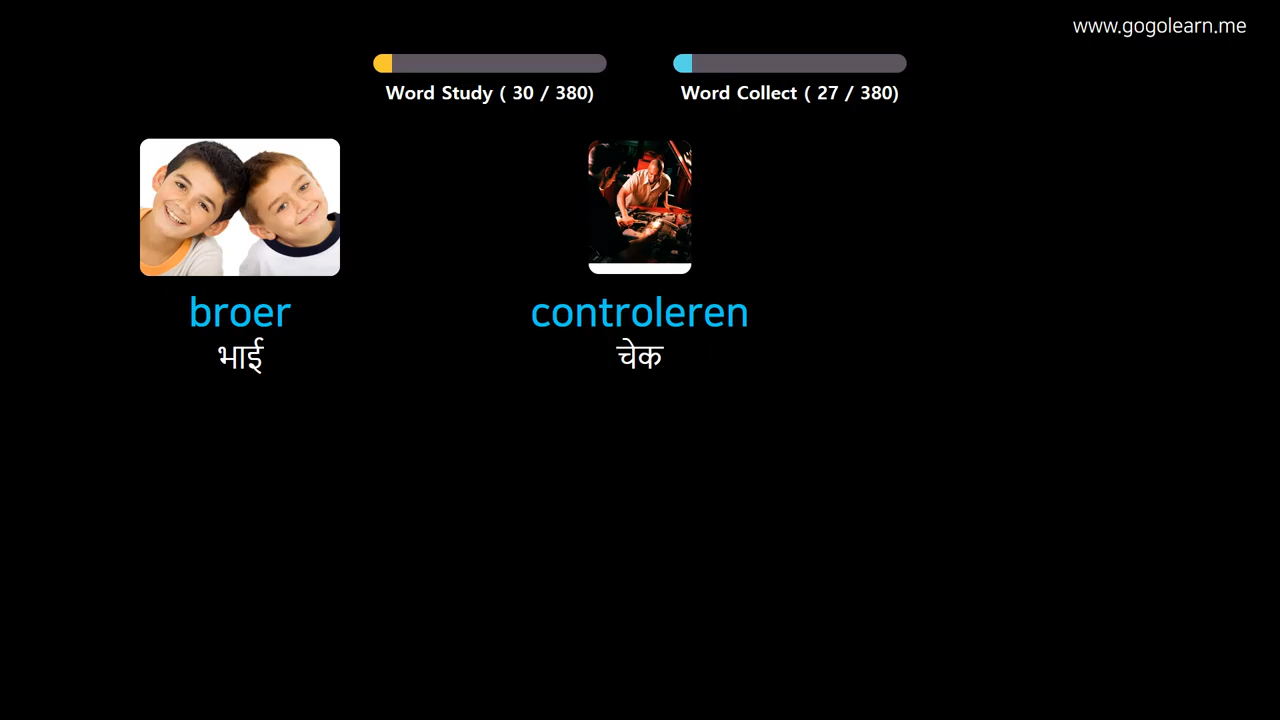 www.gogolearn.me
Word Study ( 30 / 380)
Word Collect ( 27 / 380)
broer
भाई
controleren
चेक